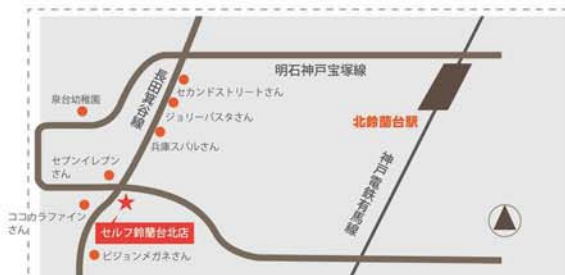 明石神戸宝塚線
長田箕谷線
セカンドストリートさん
泉台幼稚園
ジョリーパスタさん
北鈴蘭台駅
兵庫スバルさん
神戸電鉄有馬線
セブンイレブン
さん
ココカラファイン
さん
セルフ鈴蘭台北店
ビジョンメガネさん